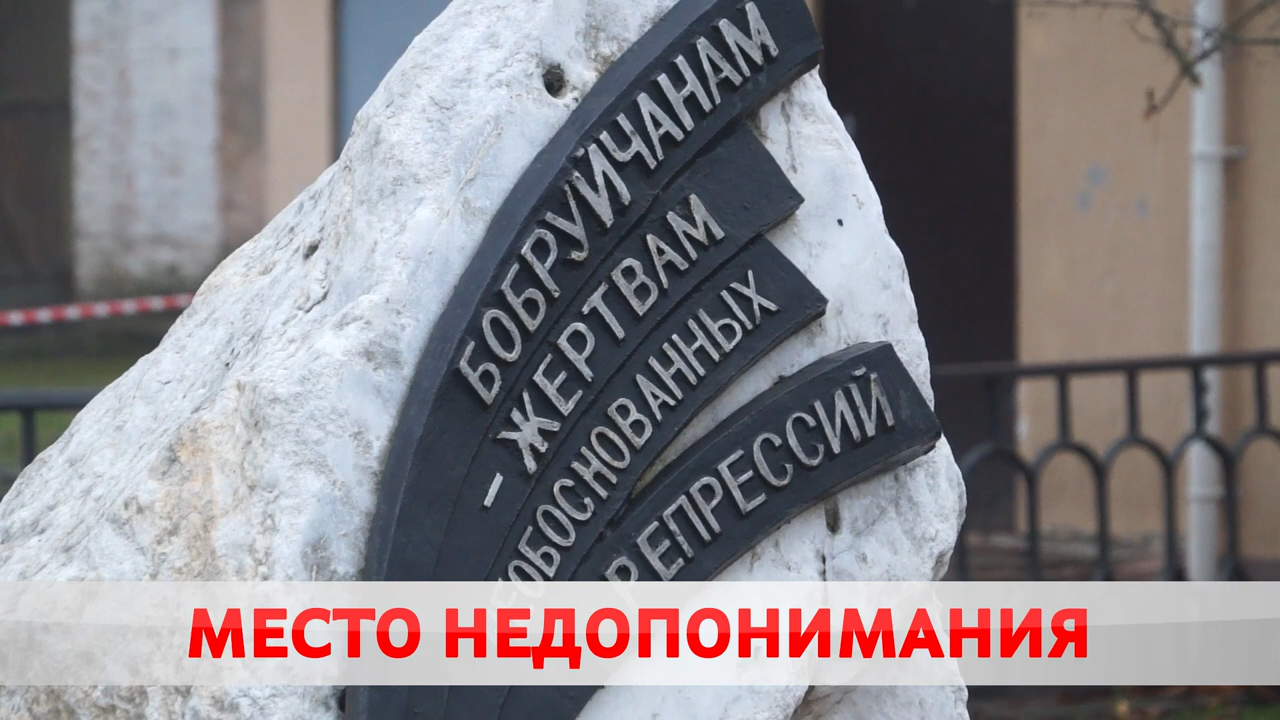 БОБРУЙЧАНАМ
- ЖЕРТВАМ
ОБОСНОВАННЫХ
РЕПРЕССИЙ
МЕСТО НЕДОПОНИМАНИЯ